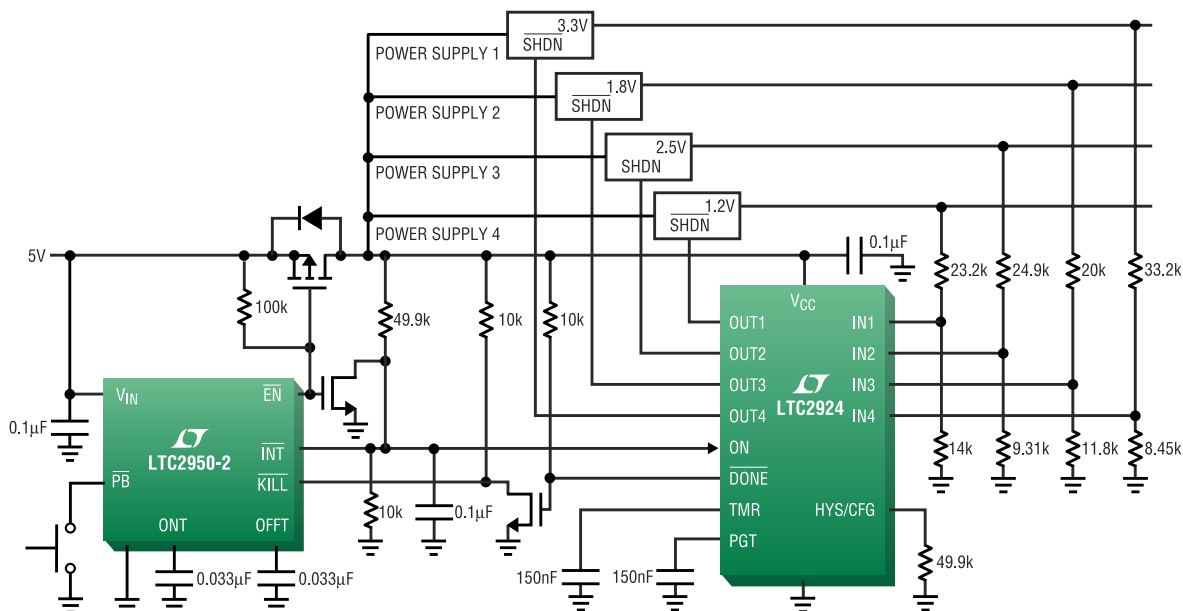 3.3V
SHDN
POWER SUPPLY 1
1.8V
SHDN
POWER SUPPLY 2
2.5V
SHDN
POWER SUPPLY 3
1.2V
SHDN
POWER SUPPLY 4
5V
0.1µF
23.2k
24.9k
20k
33.2k
100k
49.9k
10k
10k
VCC
OUT1
IN1
OUT2
IN2
OUT3
IN3
LTC2924
OUT4
IN4
ON
DONE
TMR
HYS/CFG
PGT
VIN
EN
0.1µF
LTC2950-2
INT
PB
KILL
ONT
OFFT
14k
9.31k
11.8k
8.45k
10k
0.1µF
0.033µF
0.033µF
150nF
150nF
49.9k